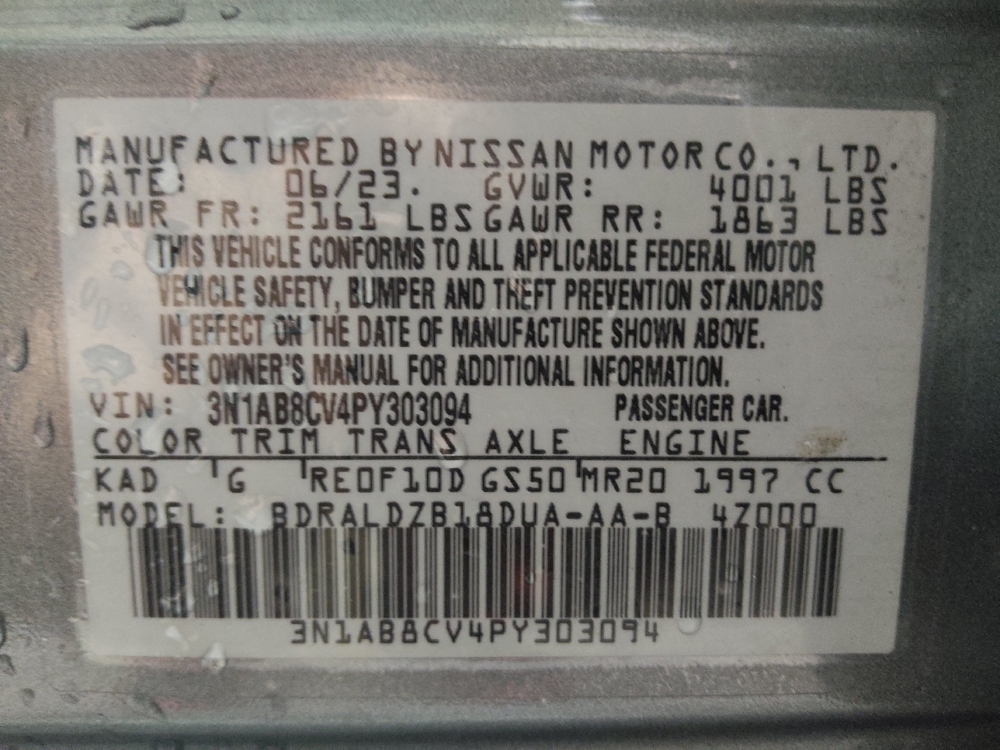 MANUFACTURED BY NISSAN MOTOR CO., LTD.
DATE: 06/23. GVWR: 4001 LBS
GAWR FR: 2161 LBS GAWR RR: 1863 LBS
THIS VEHICLE CONFORMS TO ALL APPLICABLE FEDERAL MOTOR
VEHICLE SAFETY, BUMPER AND THEFT PREVENTION STANDARDS
IN EFFECT ON THE DATE OF MANUFACTURE SHOWN ABOVE.
SEE OWNER'S MANUAL FOR ADDITIONAL INFORMATION.
VIN: 3N1AB8CV4PY303094 PASSENGER CAR.
COLOR TRIM TRANS AXLE ENGINE
KAD G RE0F10D GS50 MR20 1997 CC
MODEL: BDRALDZB18DUA-AA-B 4Z000
3N1AB8CV4PY303094